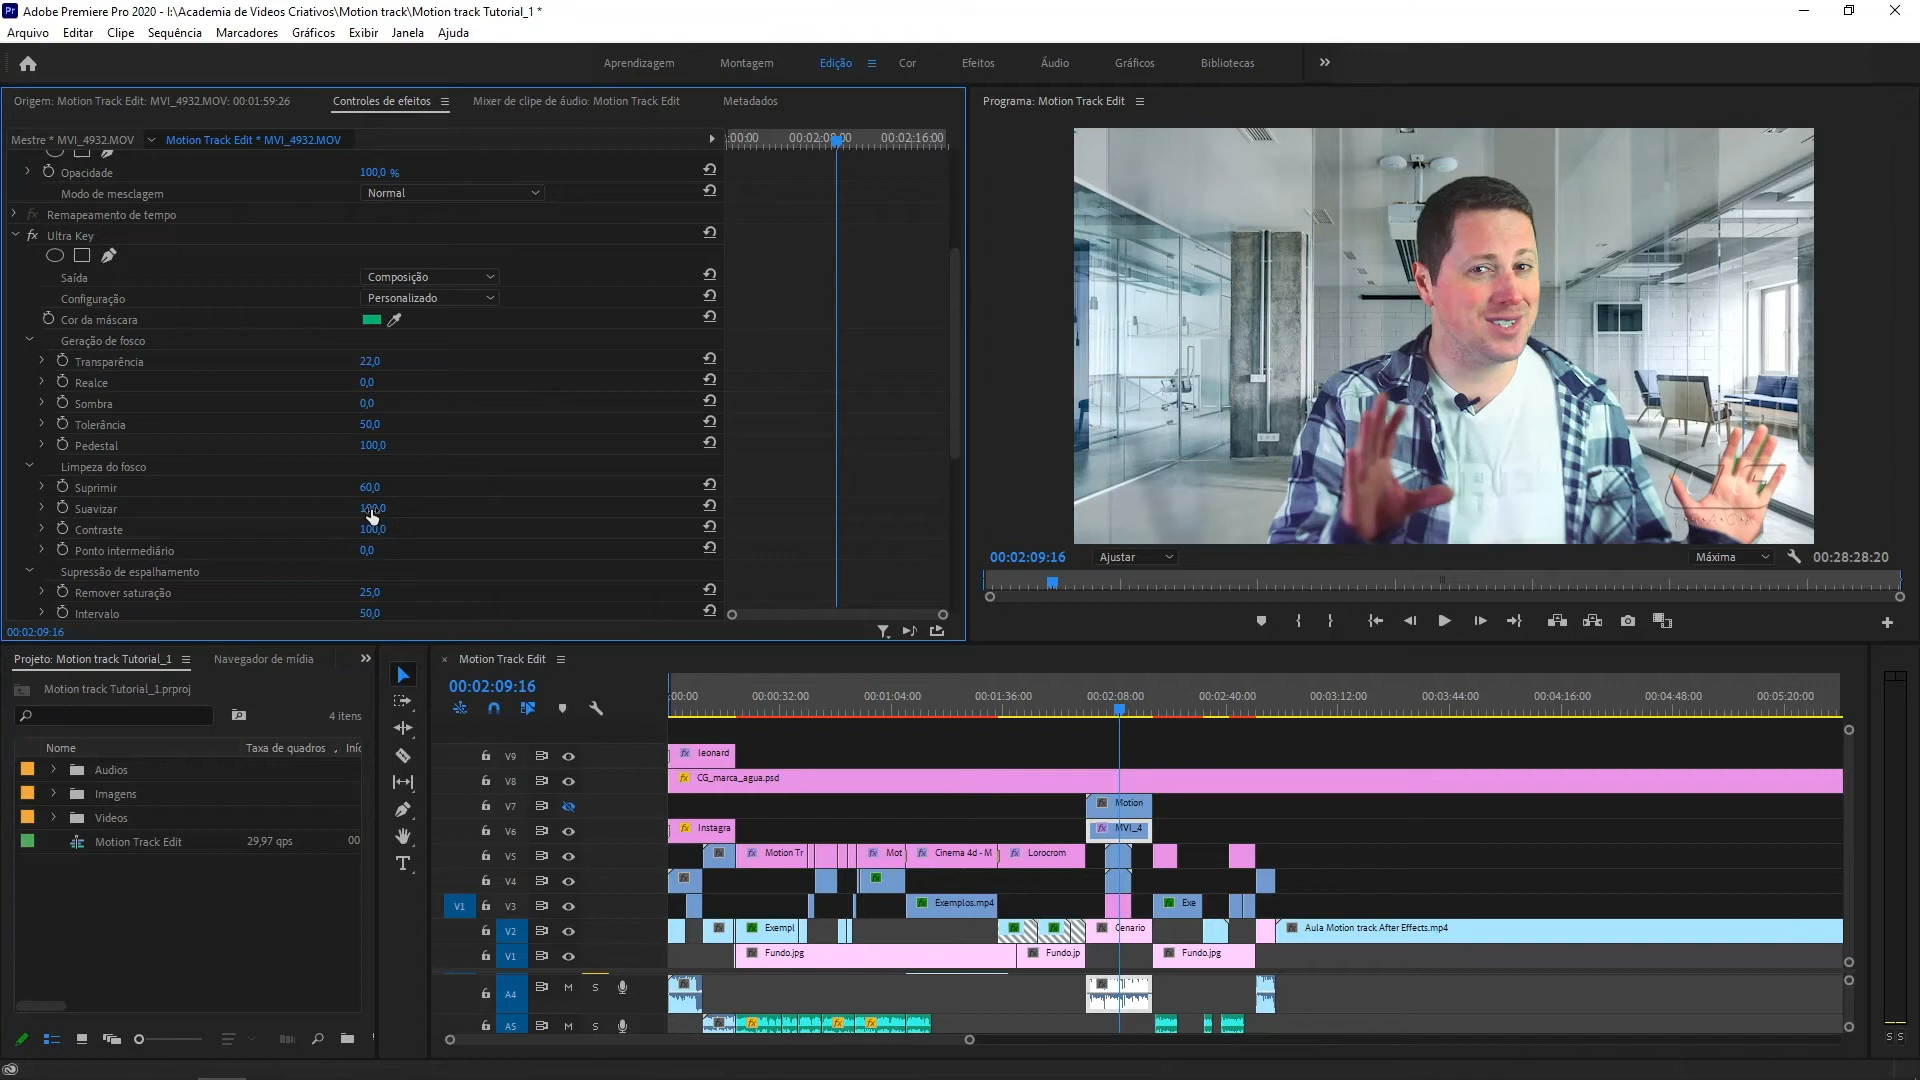 Adobe Premiere Pro 2020 - I:\Academia de Videos Criativos\Motion track\Motion track Tutorial_1 *
Arquivo Editar Clipe Sequência Marcadores Gráficos Exibir Janela Ajuda
Aprendizagem Montagem Edição Cor Efeitos Áudio Gráficos Bibliotecas
Origem: Motion Track Edit: MVI_4932.MOV: 00:01:59:26 Controles de efeitos Mixer de clipe de áudio: Motion Track Edit Metadados
Programa: Motion Track Edit
Mestre * MVI_4932.MOV Motion Track Edit * MVI_4932.MOV
:00:00 00:02:08:00 00:02:16:00
Opacidade 100,0 %
Modo de mesclagem Normal
Remapeamento de tempo
fx Ultra Key
Saída Composição
Configuração Personalizado
Cor da máscara
Geração de fosco
Transparência 22,0
Realce 0,0
Sombra 0,0
Tolerância 50,0
Pedestal 100,0
Limpeza do fosco
Suprimir 60,0
Suavizar 100,0
Contraste 100,0
Ponto intermediário 0,0
Supressão de espalhamento
Remover saturação 25,0
Intervalo 50,0
00:02:09:16
00:02:09:16 Ajustar Máxima 00:28:28:20
Projeto: Motion track Tutorial_1 Navegador de mídia
Motion track Tutorial_1.prproj
4 itens
Nome Taxa de quadros Iníc
Audios
Imagens
Videos
Motion Track Edit 29,97 qps 00
Motion Track Edit
00:02:09:16
:00:00 00:00:32:00 00:01:04:00 00:01:36:00 00:02:08:00 00:02:40:00 00:03:12:00 00:03:44:00 00:04:16:00 00:04:48:00 00:05:20:00
V9 leonard
V8 CG_marca_agua.psd
V7 Motion
V6 Instagra MVI_4
V5 Motion Tr Mot Cinema 4d - M Lorocrom
V4
V1 V3 Exemplos.mp4 Exe
V2 Exempl Cenario Aula Motion track After Effects.mp4
V1 Fundo.jpg Fundo.jp Fundo.jpg
A4 M S
A5 M S
S S